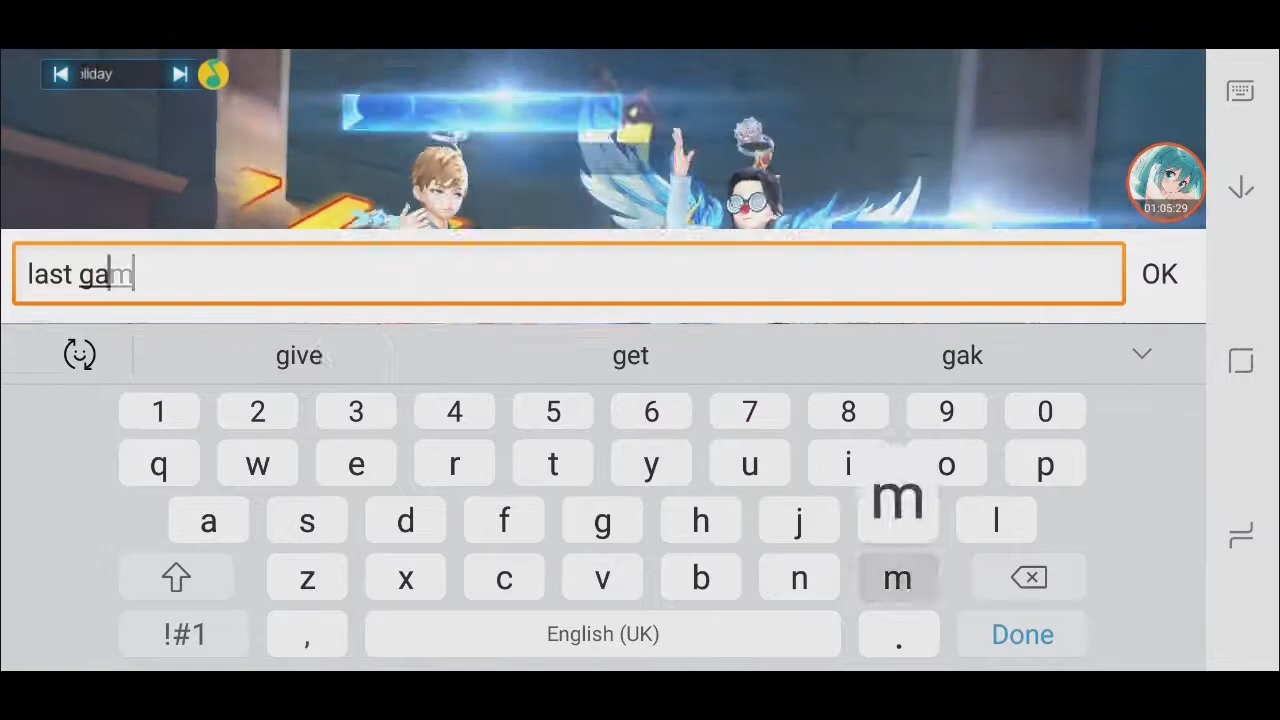 oliday
01:05:29
last gam
OK
give
get
gak
1 2 3 4 5 6 7 8 9 0
q w e r t y u i o p
m
a s d f g h j l
z x c v b n m
!#1 , English (UK) . Done